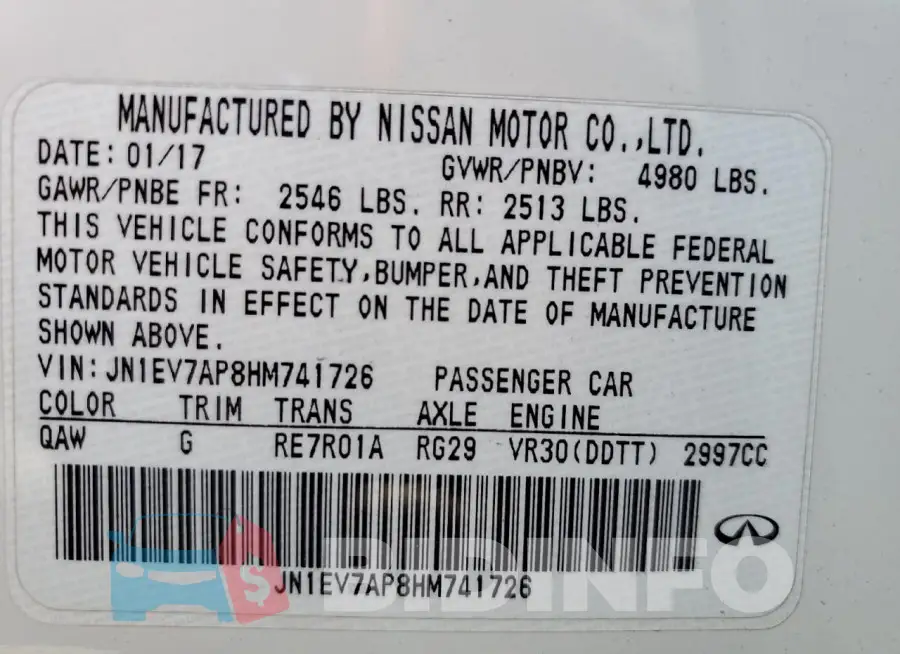 MANUFACTURED BY NISSAN MOTOR CO.,LTD.
DATE: 01/17 GVWR/PNBV: 4980 LBS.
GAWR/PNBE FR: 2546 LBS. RR: 2513 LBS.
THIS VEHICLE CONFORMS TO ALL APPLICABLE FEDERAL
MOTOR VEHICLE SAFETY,BUMPER,AND THEFT PREVENTION
STANDARDS IN EFFECT ON THE DATE OF MANUFACTURE
SHOWN ABOVE.
VIN:JN1EV7AP8HM741726 PASSENGER CAR
COLOR TRIM TRANS AXLE ENGINE
QAW G RE7R01A RG29 VR30(DDTT) 2997CC
$ BIDINFO
JN1EV7AP8HM741726